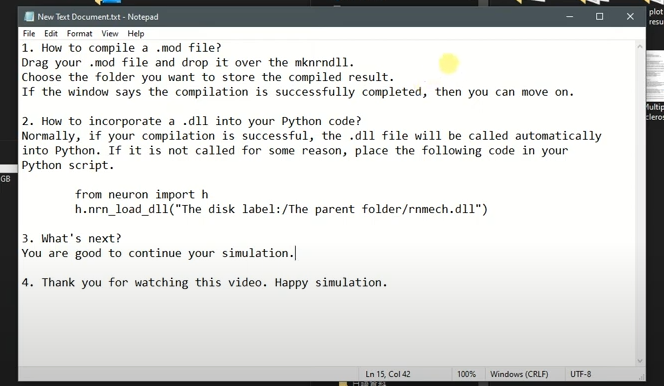 New Text Document.txt - Notepad
File Edit Format View Help
1. How to compile a .mod file?
Drag your .mod file and drop it over the mknrndll.
Choose the folder you want to store the compiled result.
If the window says the compilation is successfully completed, then you can move on.
2. How to incorporate a .dll into your Python code?
Normally, if your compilation is successful, the .dll file will be called automatically
into Python. If it is not called for some reason, place the following code in your
Python script.
from neuron import h
h.nrn_load_dll("The disk label:/The parent folder/rnmech.dll")
3. What's next?
You are good to continue your simulation.
4. Thank you for watching this video. Happy simulation.
Ln 15, Col 42 100% Windows (CRLF) UTF-8
GB
plot
resu
Multip
cleros